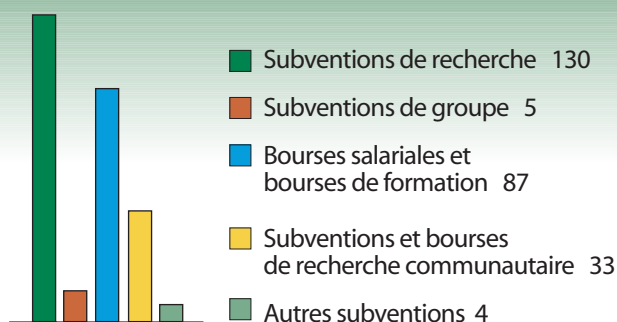 Subventions de recherche 130
Subventions de groupe 5
Bourses salariales et
bourses de formation 87
Subventions et bourses
de recherche communautaire 33
Autres subventions 4